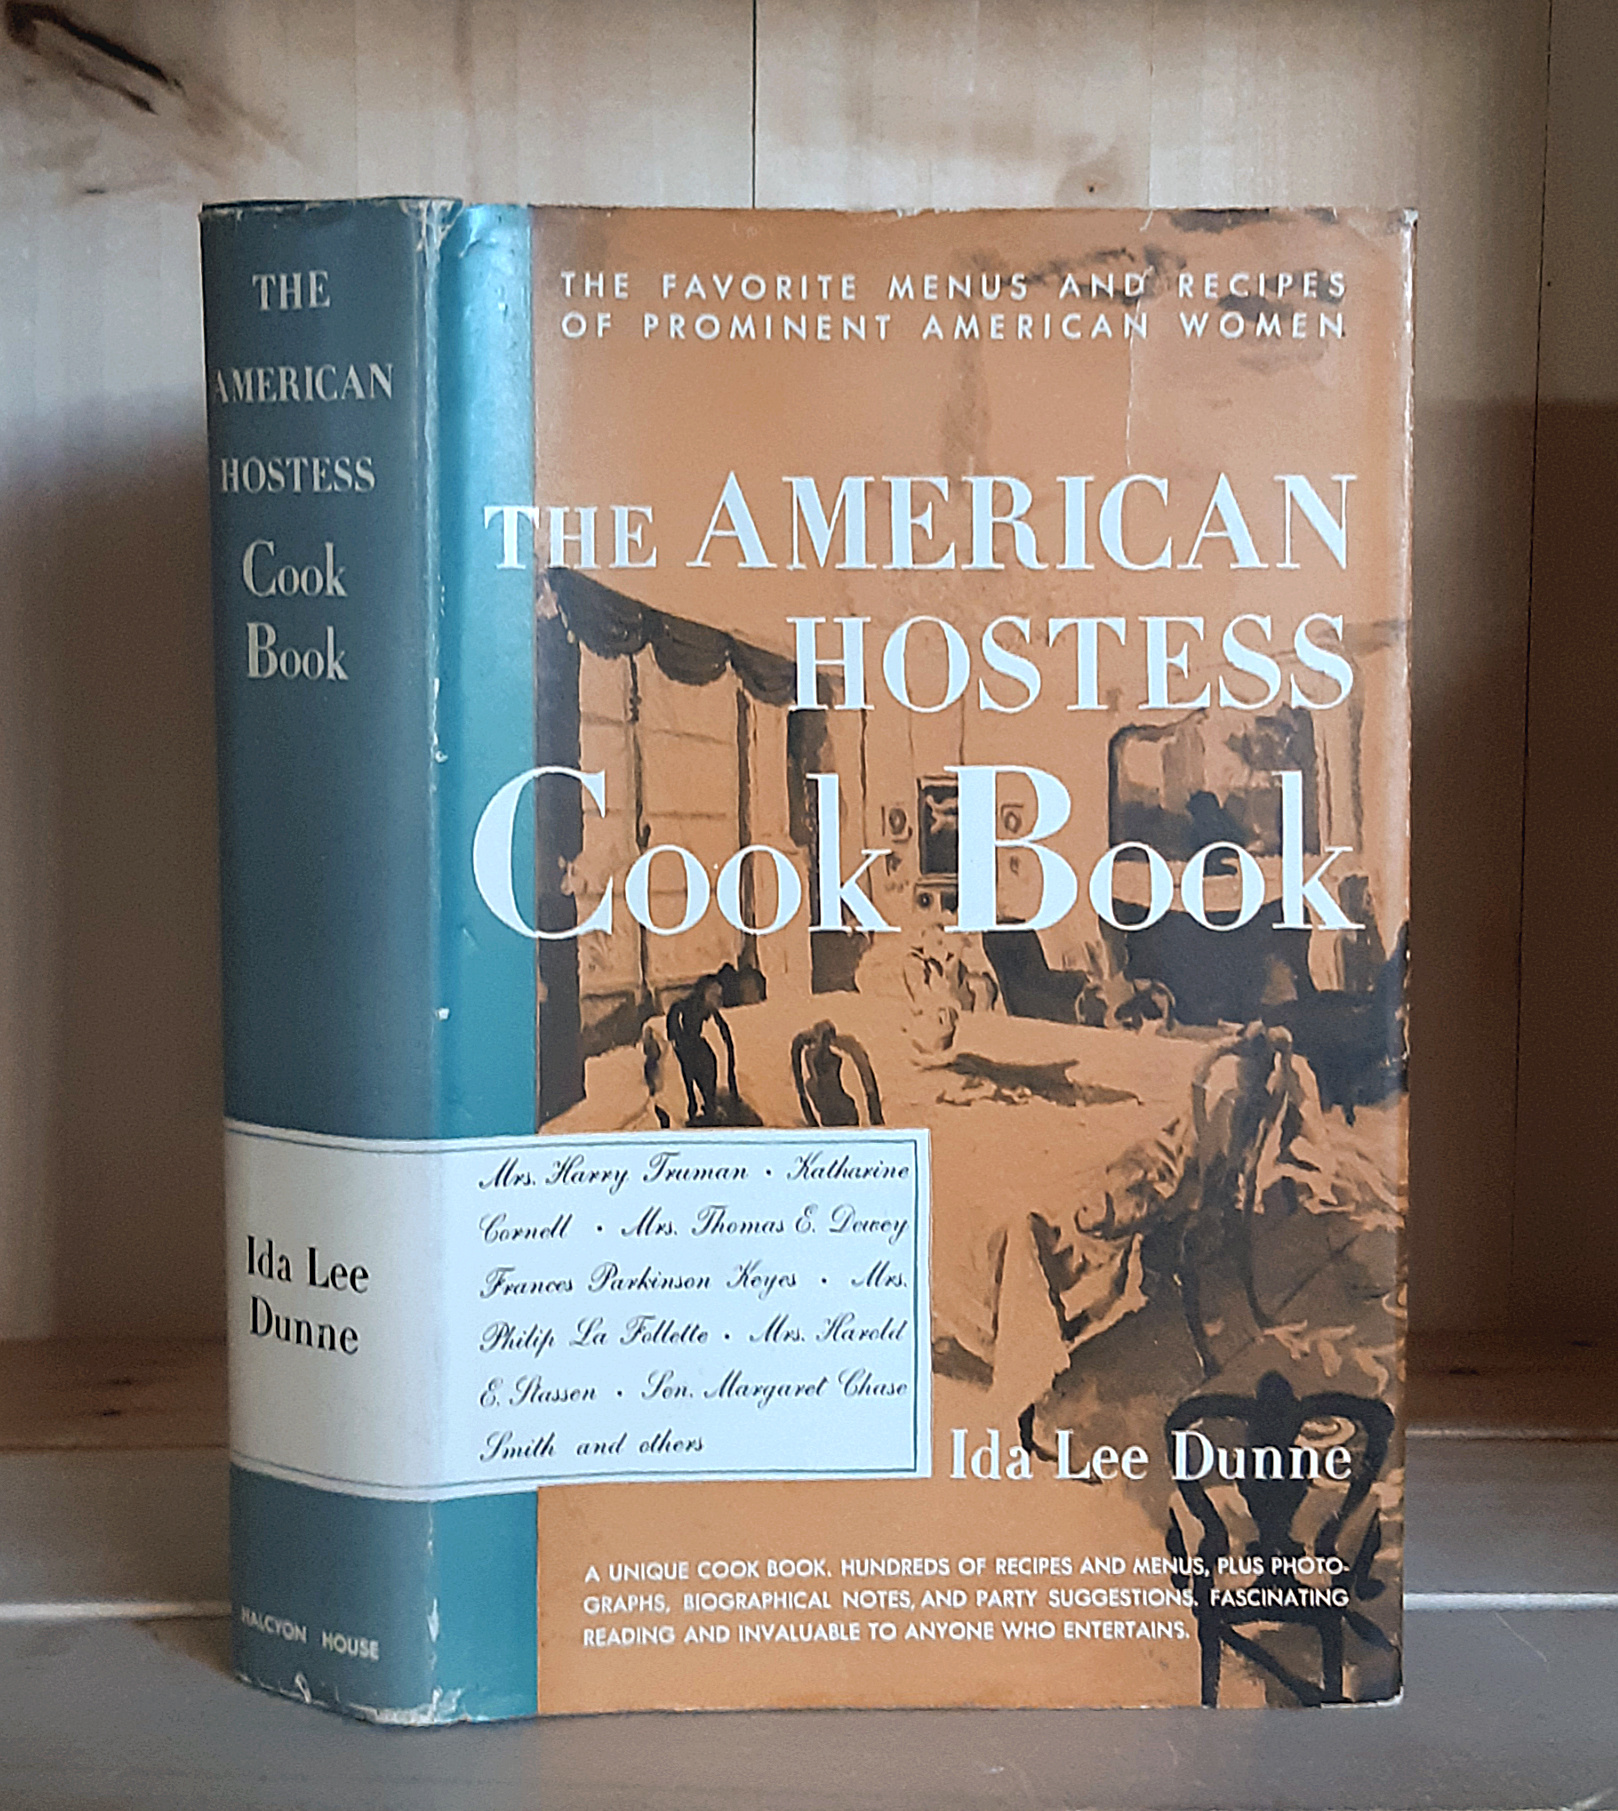 THE
AMERICAN
HOSTESS
Cook
Book
Ida Lee
Dunne
HALCYON HOUSE
THE FAVORITE MENUS AND RECIPES
OF PROMINENT AMERICAN WOMEN
THE AMERICAN
HOSTESS
Cook Book
Mrs. Harry Truman · Katharine
Cornell · Mrs. Thomas E. Dewey
Frances Parkinson Keyes · Mrs.
Philip La Follette · Mrs. Harold
E. Stassen · Sen. Margaret Chase
Smith and others
Ida Lee Dunne
A UNIQUE COOK BOOK. HUNDREDS OF RECIPES AND MENUS, PLUS PHOTO-
GRAPHS, BIOGRAPHICAL NOTES, AND PARTY SUGGESTIONS. FASCINATING
READING AND INVALUABLE TO ANYONE WHO ENTERTAINS.